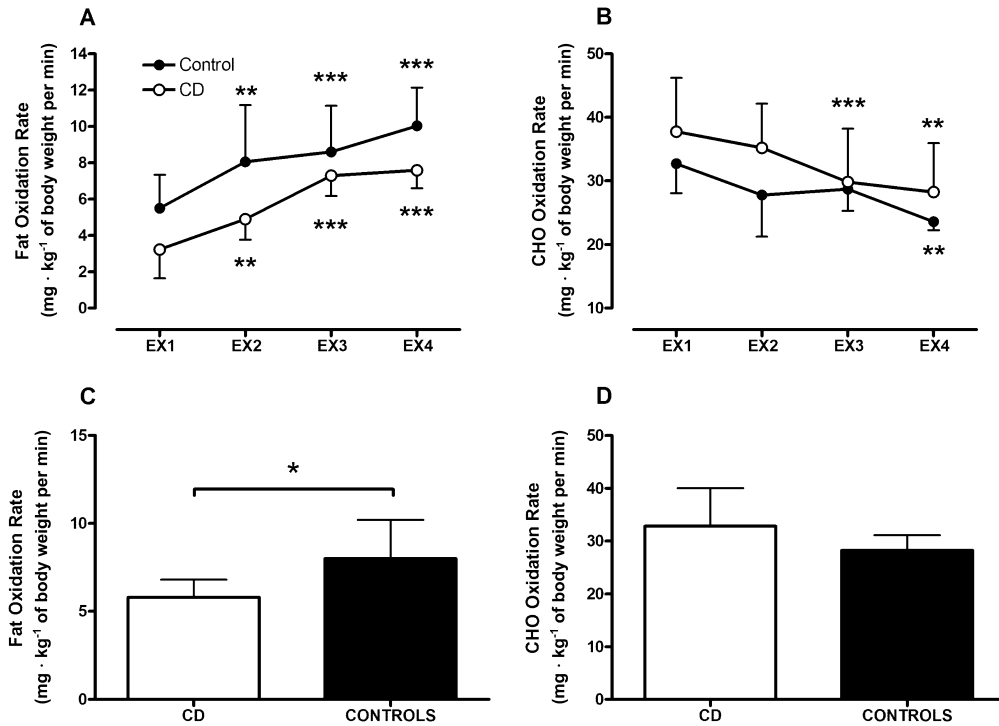 A
Fat Oxidation Rate
(mg · kg-1 of body weight per min)
14
12
10
8
6
4
2
0
Control
CD
**
***
***
**
***
***
EX1 EX2 EX3 EX4
B
CHO Oxidation Rate
(mg · kg-1 of body weight per min)
50
40
30
20
10
***
**
**
EX1 EX2 EX3 EX4
C
Fat Oxidation Rate
(mg · kg-1 of body weight per min)
15
10
5
0
*
CD CONTROLS
D
CHO Oxidation Rate
(mg · kg-1 of body weight per min)
50
40
30
20
10
0
CD CONTROLS